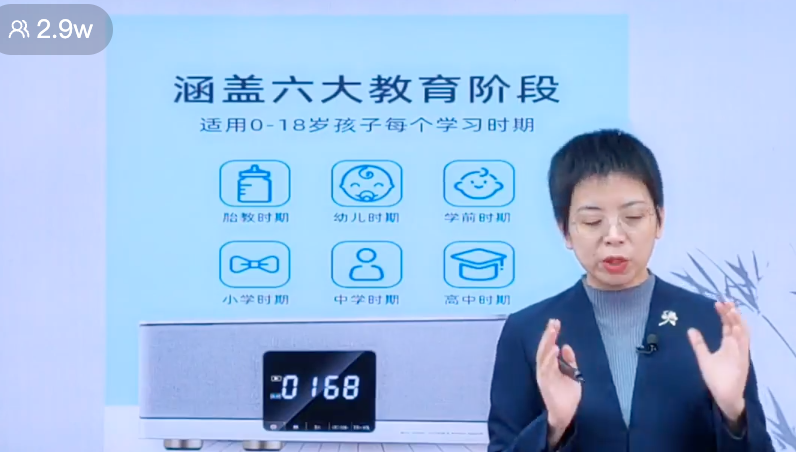 2.9w
涵盖六大教育阶段
适用0-18岁孩子每个学习时期
胎教时期 幼儿时期 学前时期
小学时期 中学时期 高中时期
0168